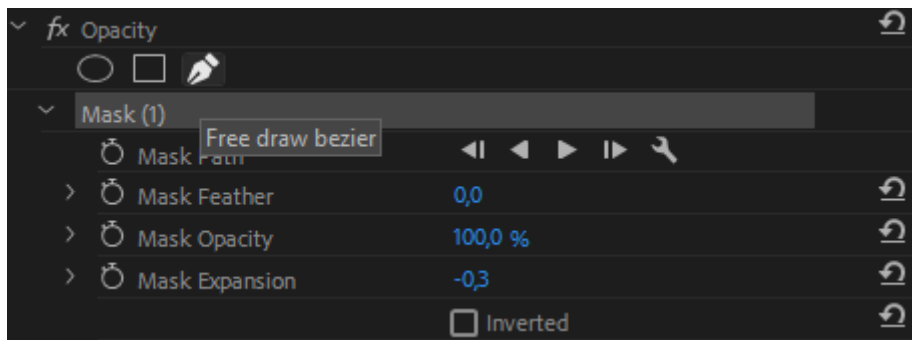 fx Opacity
Mask (1)
Free draw bezier
Mask Path
Mask Feather 0,0
Mask Opacity 100,0 %
Mask Expansion -0,3
Inverted